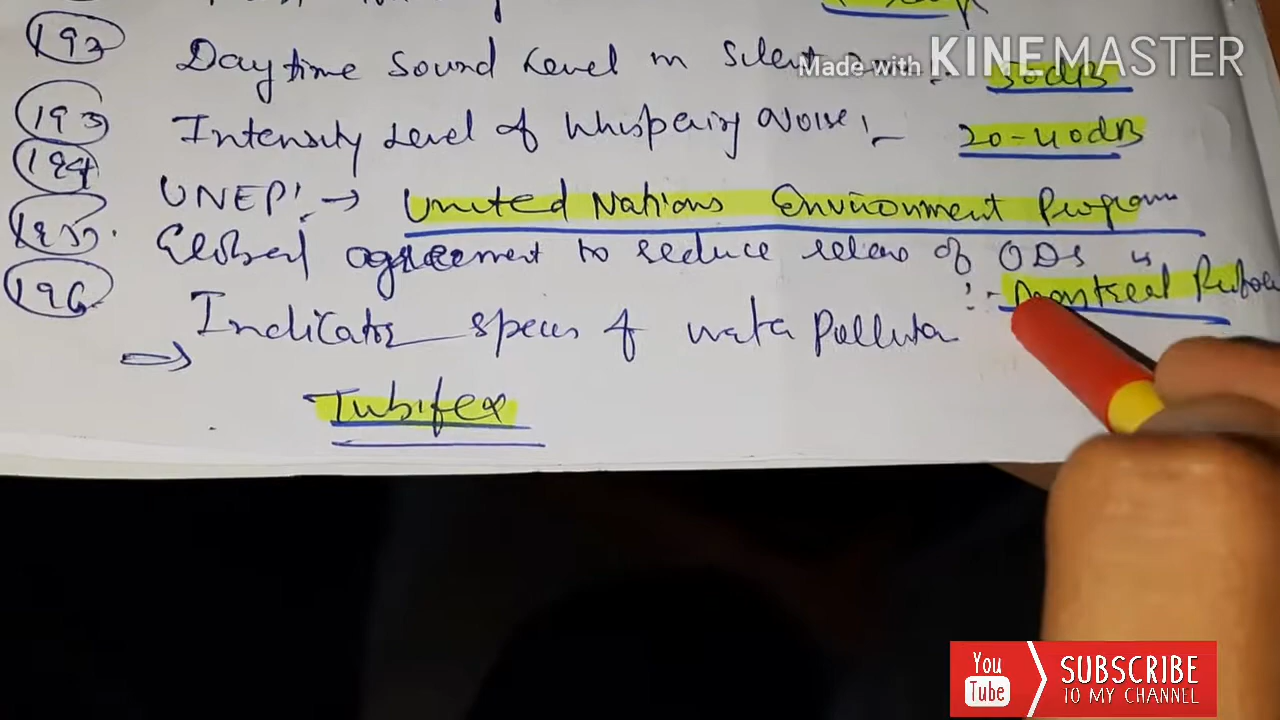 192 Daytime Sound Level in Silent :- 50dB
Made with KINEMASTER
193 Intensity Level of Whispering Noise :- 20-40dB
194 UNEP :→ United Nations Environment Program
195 Global agreement to reduce release of ODS is
:- Montreal
196 Indicator species of water Pollution
⇒ Tubifex
You Tube SUBSCRIBE
TO MY CHANNEL